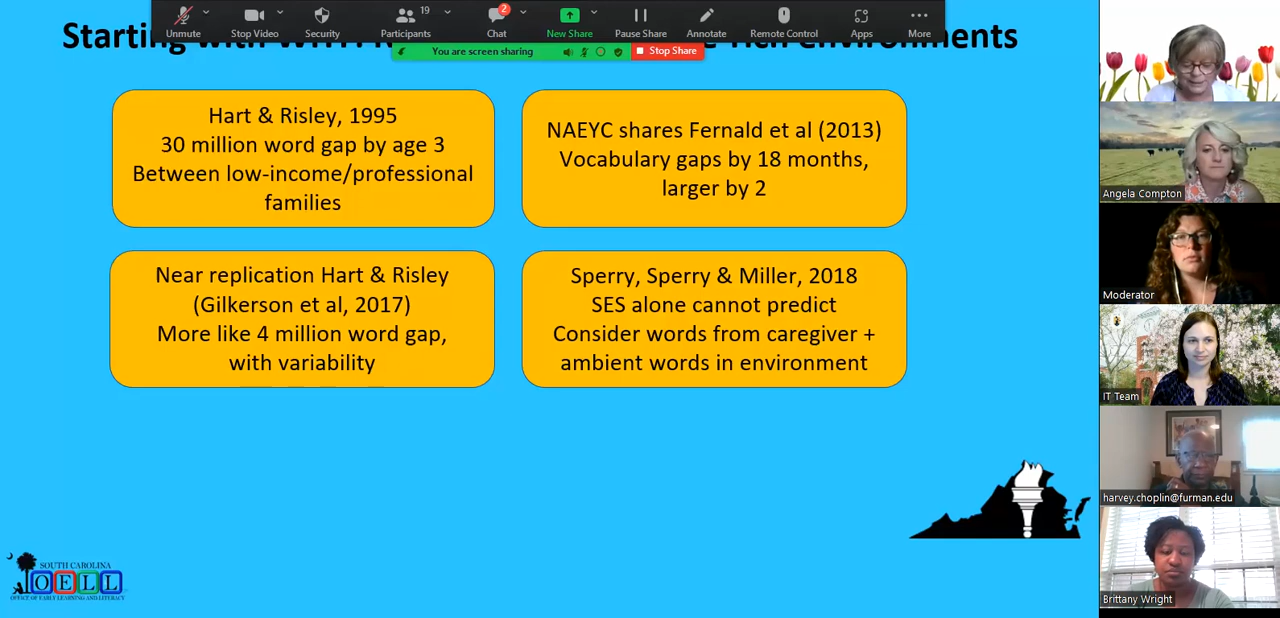 19
2
Unmute
Stop Video
Security
Participants
Chat
New Share
Pause Share
Annotate
Remote Control
Apps
More
Starting with
ments
You are screen sharing
Stop Share
Hart & Risley, 1995
30 million word gap by age 3
Between low-income/professional
families
NAEYC shares Fernald et al (2013)
Vocabulary gaps by 18 months,
larger by 2
Near replication Hart & Risley
(Gilkerson et al, 2017)
More like 4 million word gap,
with variability
Sperry, Sperry & Miller, 2018
SES alone cannot predict
Consider words from caregiver +
ambient words in environment
SOUTH CAROLINA
OELL
OFFICE OF EARLY LEARNING AND LITERACY
Angela Compton
Moderator
IT Team
harvey.choplin@furman.edu
Brittany Wright